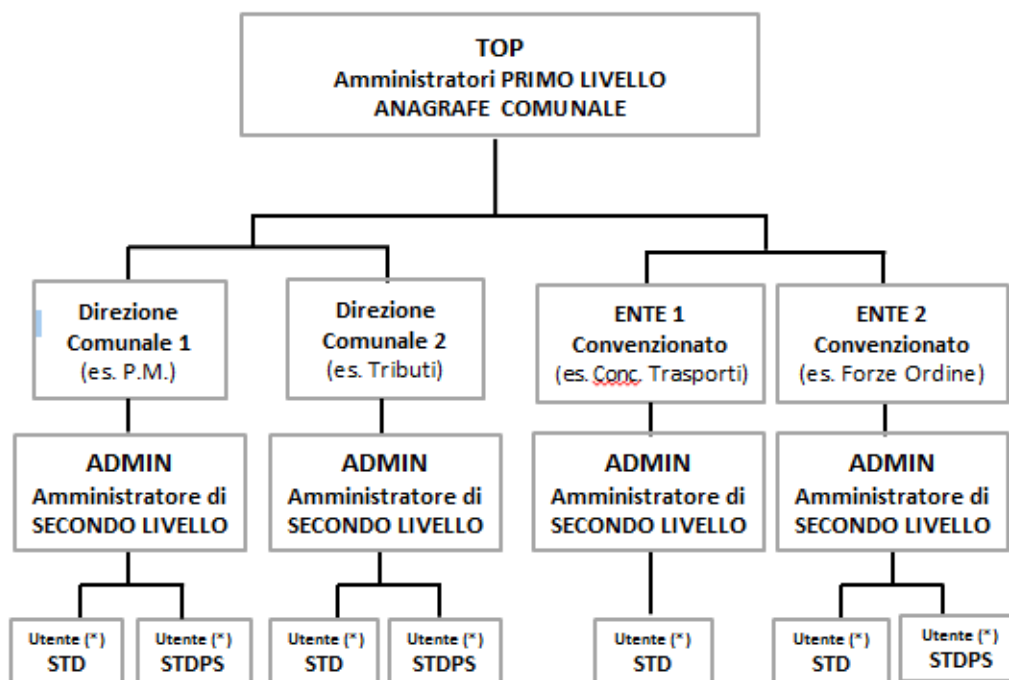 TOP
Amministratori PRIMO LIVELLO
ANAGRAFE COMUNALE
Direzione
Comunale 1
(es. P.M.)
Direzione
Comunale 2
(es. Tributi)
ENTE 1
Convenzionato
(es. Conc. Trasporti)
ENTE 2
Convenzionato
(es. Forze Ordine)
ADMIN
Amministratore di
SECONDO LIVELLO
ADMIN
Amministratore di
SECONDO LIVELLO
ADMIN
Amministratore di
SECONDO LIVELLO
ADMIN
Amministratore di
SECONDO LIVELLO
Utente (*)
STD
Utente (*)
STDPS
Utente (*)
STD
Utente (*)
STDPS
Utente (*)
STD
Utente (*)
STD
Utente (*)
STDPS